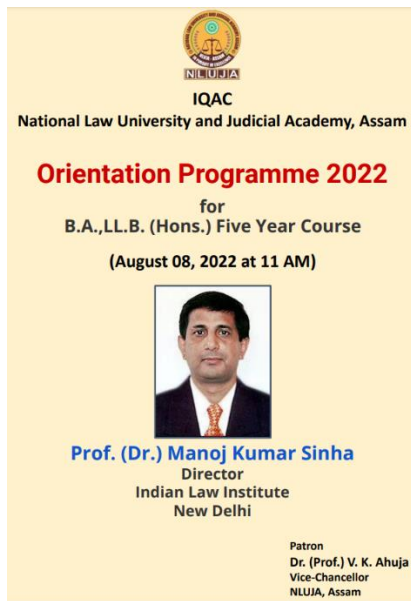 NLUJA
IQAC
National Law University and Judicial Academy, Assam
Orientation Programme 2022
for
B.A.,LL.B. (Hons.) Five Year Course
(August 08, 2022 at 11 AM)
Prof. (Dr.) Manoj Kumar Sinha
Director
Indian Law Institute
New Delhi
Patron
Dr. (Prof.) V. K. Ahuja
Vice-Chancellor
NLUJA, Assam